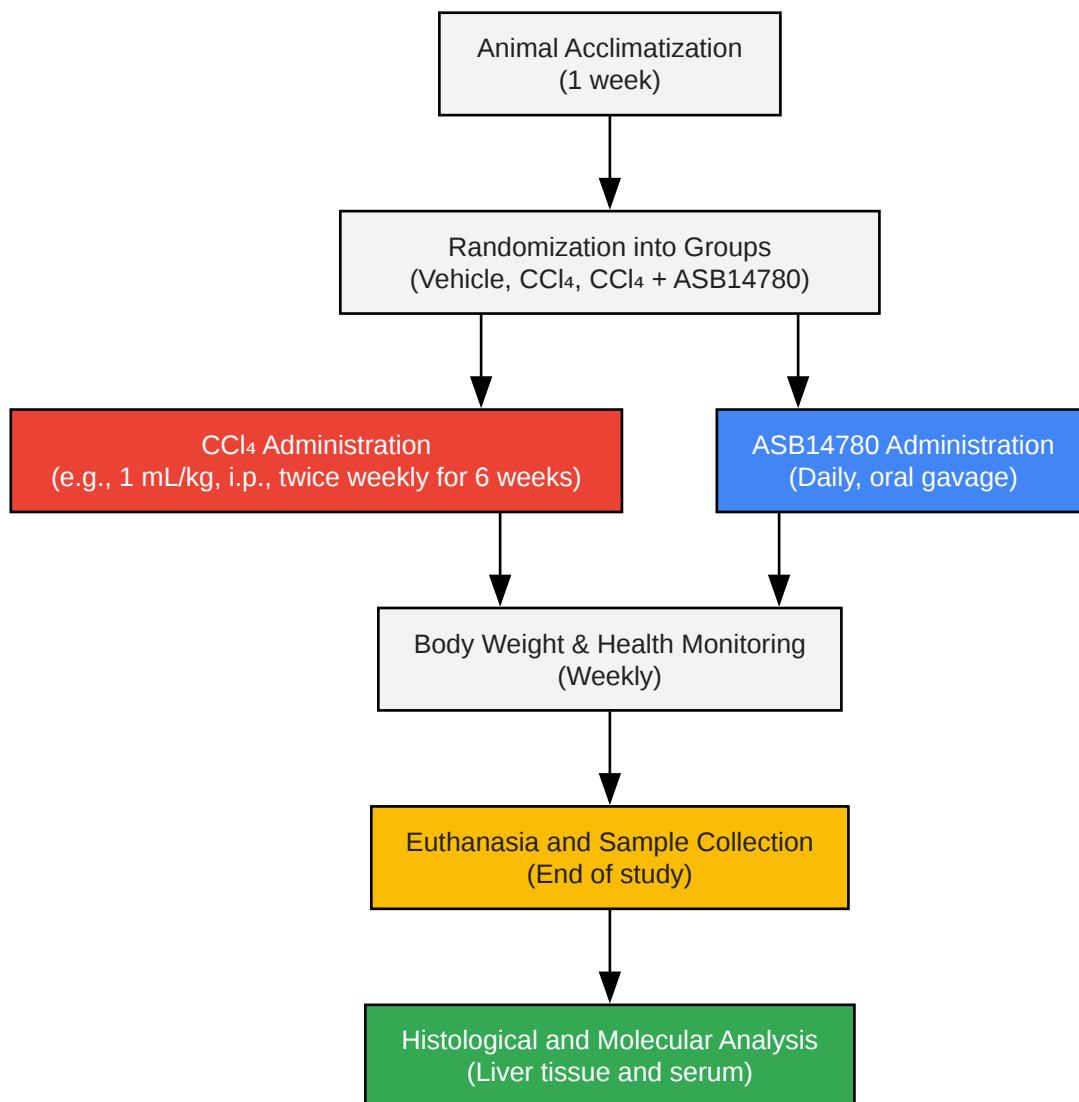 Animal Acclimatization
(1 week)
Randomization into Groups
(Vehicle, CCl₄, CCl₄ + ASB14780)
CCl₄ Administration
(e.g., 1 mL/kg, i.p., twice weekly for 6 weeks)
ASB14780 Administration
(Daily, oral gavage)
Body Weight & Health Monitoring
(Weekly)
Euthanasia and Sample Collection
(End of study)
Histological and Molecular Analysis
(Liver tissue and serum)